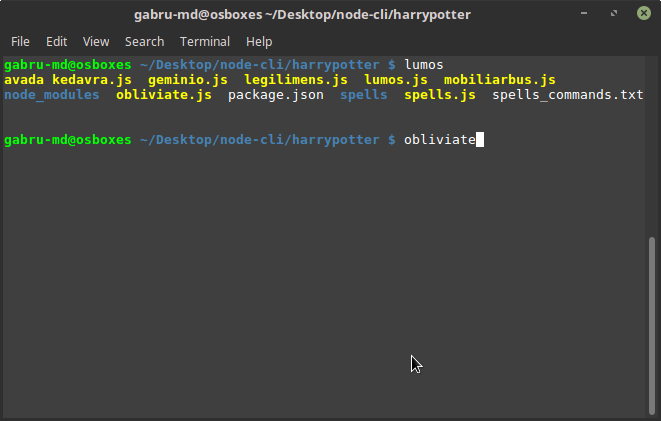 gabru-md@osboxes ~/Desktop/node-cli/harrypotter
File Edit View Search Terminal Help
gabru-md@osboxes ~/Desktop/node-cli/harrypotter $ lumos
avada kedavra.js geminio.js legilimens.js lumos.js mobiliarbus.js
node_modules obliviate.js package.json spells spells.js spells_commands.txt
gabru-md@osboxes ~/Desktop/node-cli/harrypotter $ obliviate